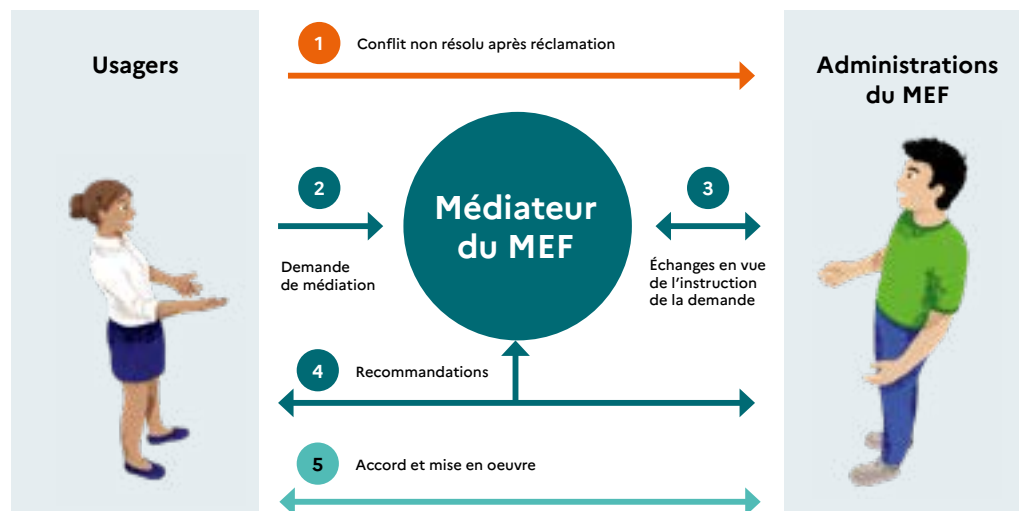 Usagers
Administrations
du MEF
1
Conflit non résolu après réclamation
2
Demande
de médiation
Médiateur
du MEF
3
Échanges en vue
de l'instruction
de la demande
4
Recommandations
5
Accord et mise en oeuvre